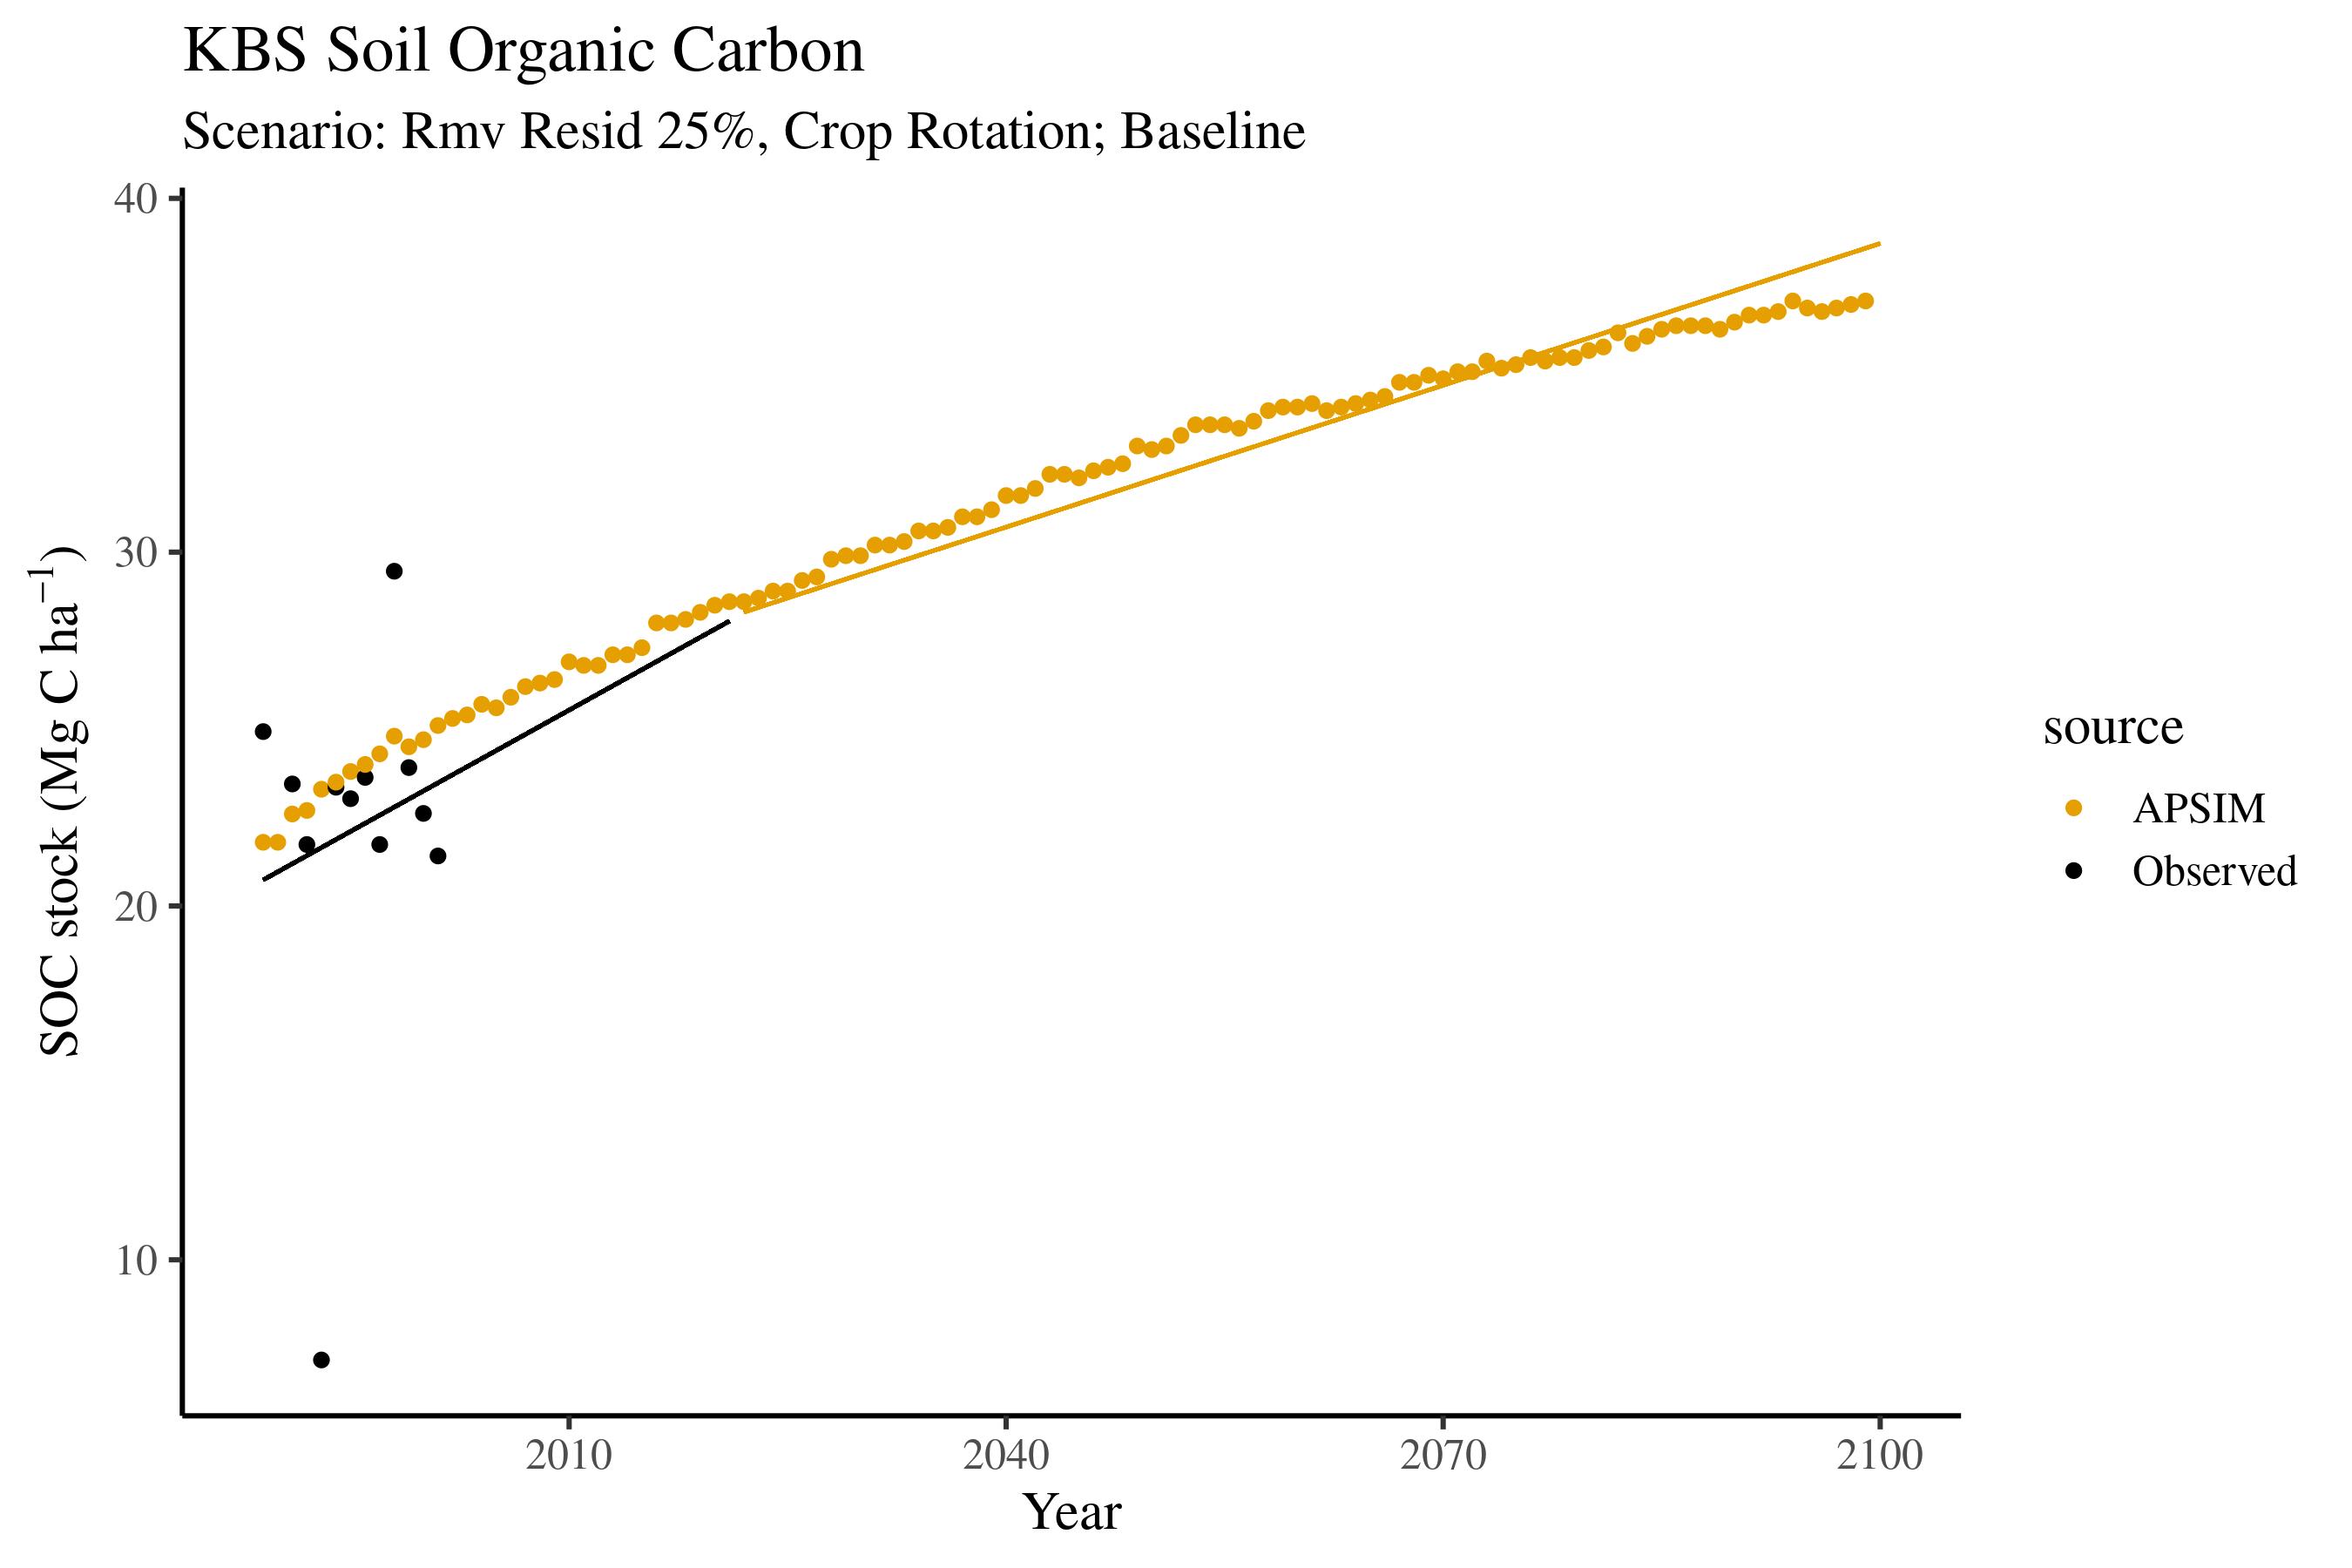 KBS Soil Organic Carbon
Scenario: Rmv Resid 25%, Crop Rotation; Baseline
SOC stock (Mg C ha⁻¹)
40
30
20
10
2010 2040 2070 2100
Year
source
APSIM
Observed